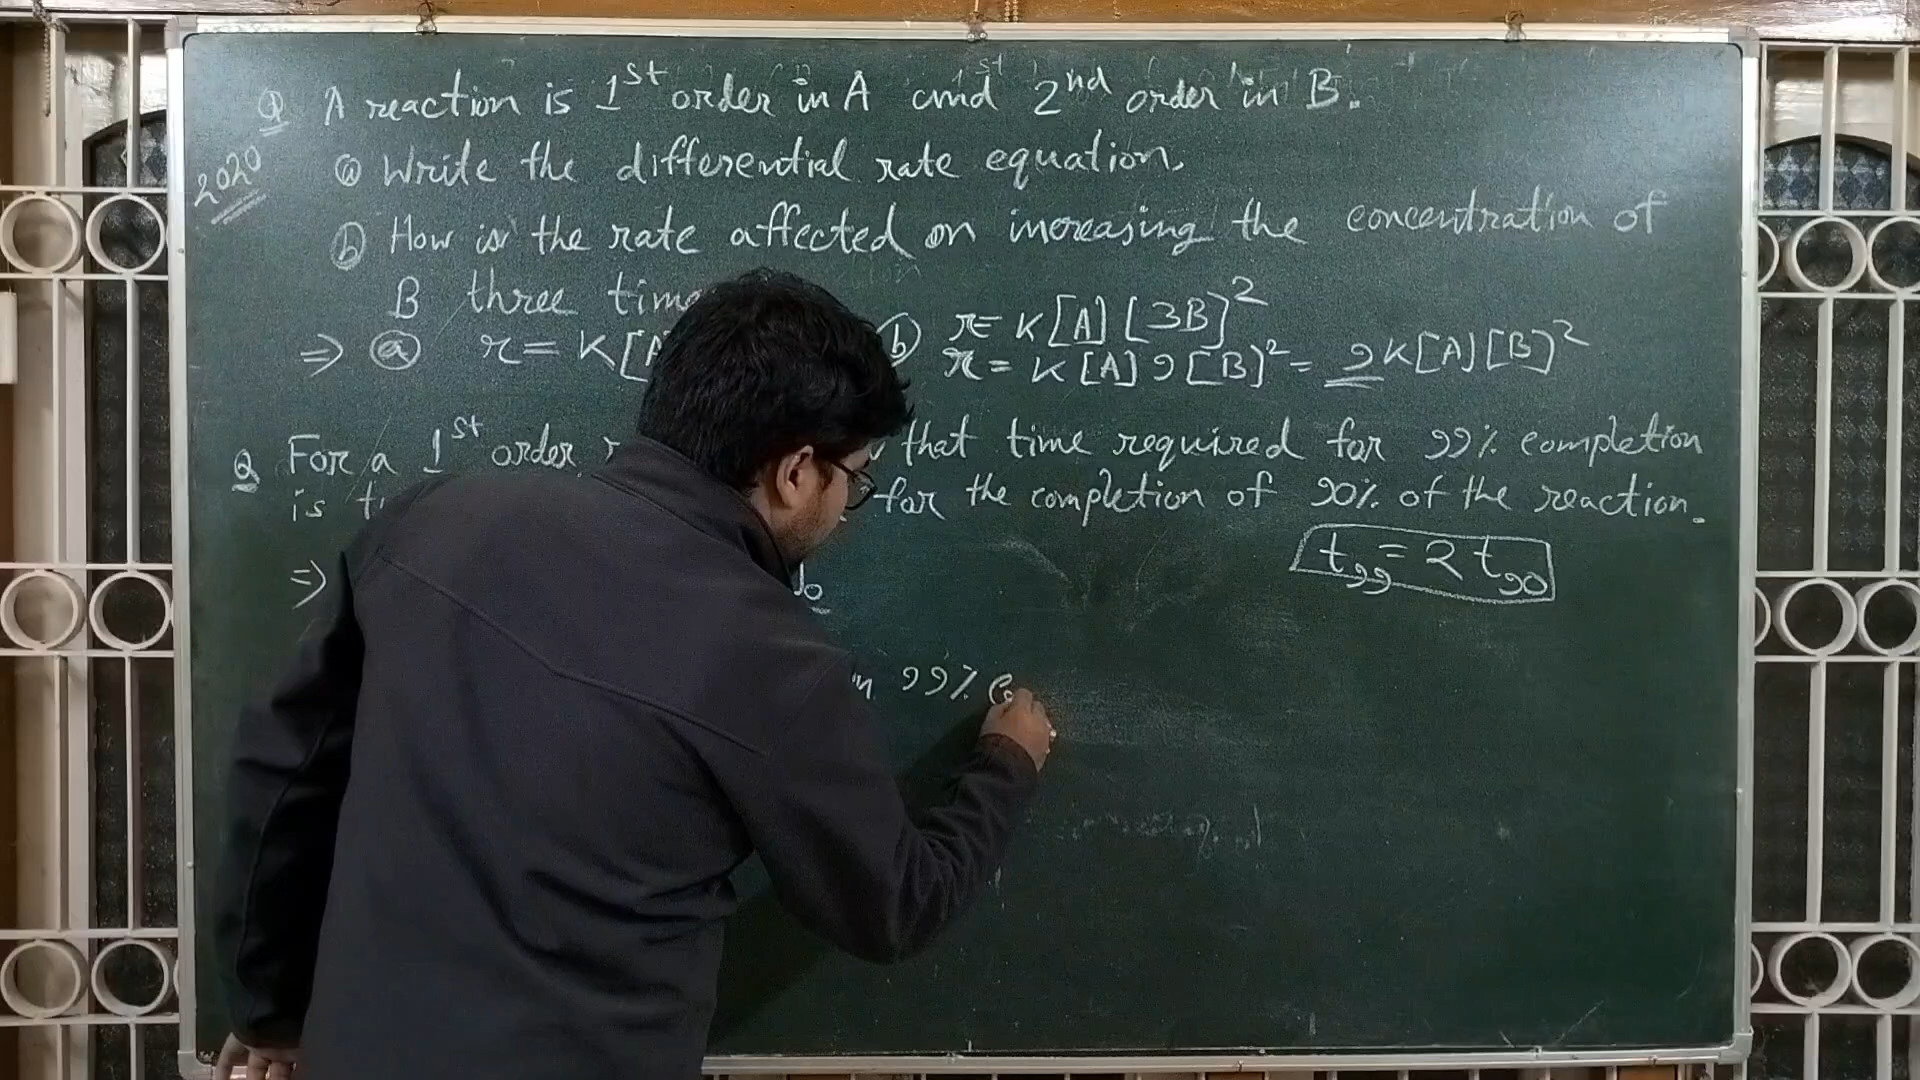 Q A reaction is 1st order in A and 2nd order in B.
2020
(a) Write the differential rate equation.
(b) How is the rate affected on increasing the concentration of
B three
⇒ (a) r = K[A
(b) r = K[A][3B]²
r = K[A] 9[B]² = 9K[A][B]²
Q For a 1st order that time required for 99% completion
is for the completion of 90% of the reaction.
t99 = 2 t90
⇒
99%